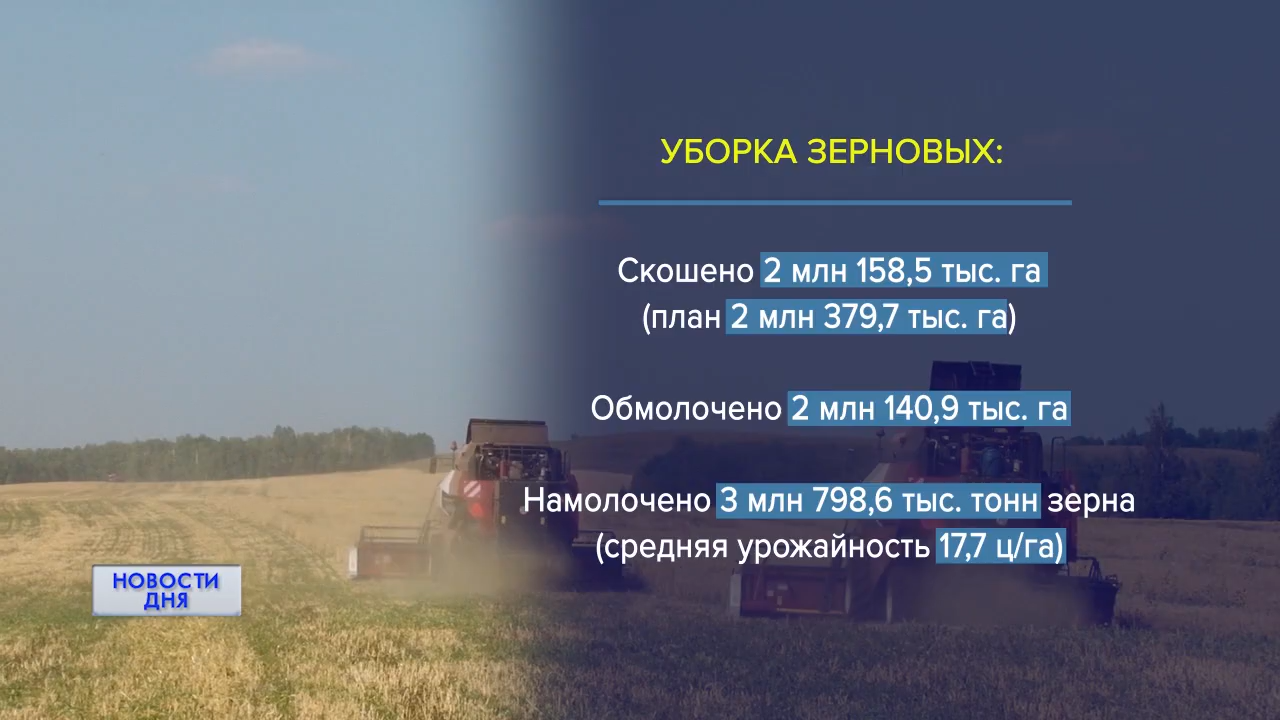 УБОРКА ЗЕРНОВЫХ:
Скошено 2 млн 158,5 тыс. га
(план 2 млн 379,7 тыс. га)
Обмолочено 2 млн 140,9 тыс. га
Намолочено 3 млн 798,6 тыс. тонн зерна
(средняя урожайность 17,7 ц/га)
НОВОСТИ
ДНЯ